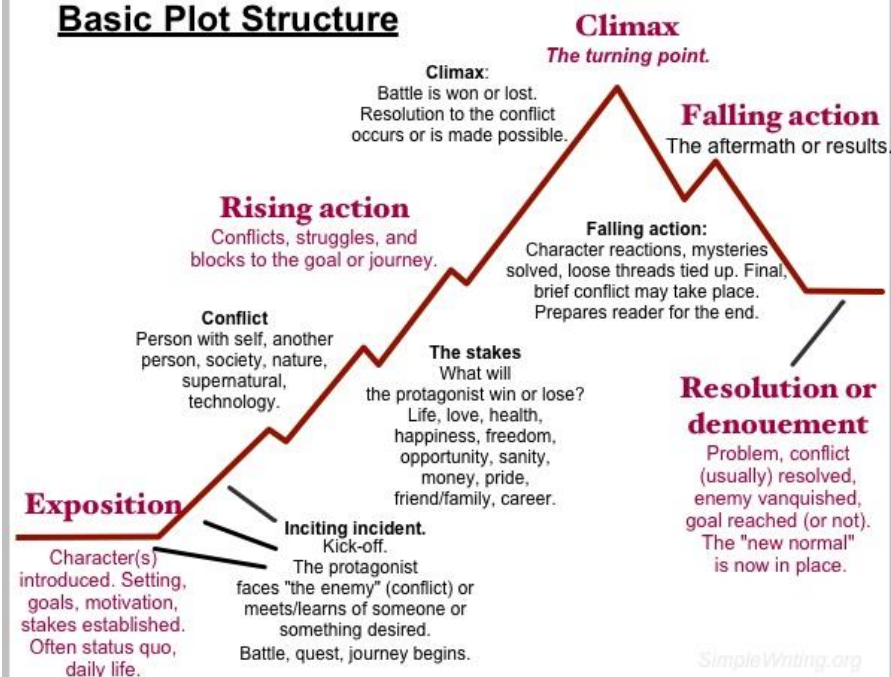 Basic Plot Structure
Climax
The turning point.
Climax:
Battle is won or lost.
Resolution to the conflict
occurs or is made possible.
Falling action
The aftermath or results.
Rising action
Conflicts, struggles, and
blocks to the goal or journey.
Falling action:
Character reactions, mysteries
solved, loose threads tied up. Final,
brief conflict may take place.
Prepares reader for the end.
Conflict
Person with self, another
person, society, nature,
supernatural,
technology.
The stakes
What will
the protagonist win or lose?
Life, love, health,
happiness, freedom,
opportunity, sanity,
money, pride,
friend/family, career.
Resolution or
denouement
Problem, conflict
(usually) resolved,
enemy vanquished,
goal reached (or not).
The "new normal"
is now in place.
Exposition
Character(s)
introduced. Setting,
goals, motivation,
stakes established.
Often status quo,
daily life.
Inciting incident.
Kick-off.
The protagonist
faces "the enemy" (conflict) or
meets/learns of someone or
something desired.
Battle, quest, journey begins.
SimpleWriting.org